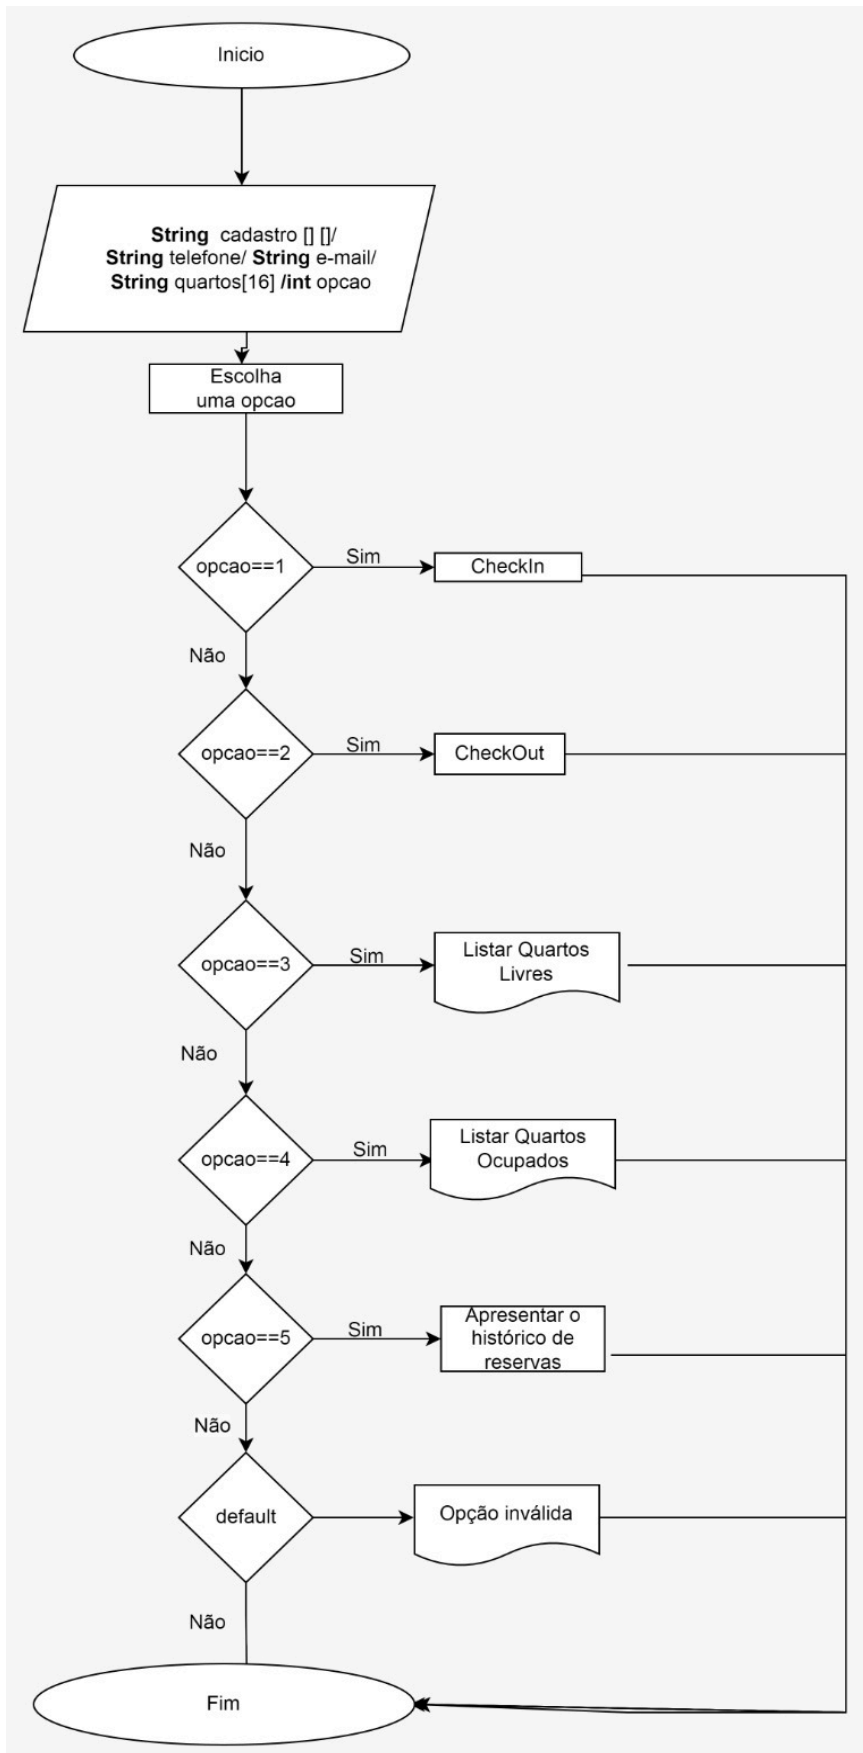 Inicio
String cadastro [] []/
String telefone/ String e-mail/
String quartos[16] /int opcao
Escolha
uma opcao
opcao==1
Sim
CheckIn
Não
opcao==2
Sim
CheckOut
Não
opcao==3
Sim
Listar Quartos
Livres
Não
opcao==4
Sim
Listar Quartos
Ocupados
Não
opcao==5
Sim
Apresentar o
histórico de
reservas
Não
default
Opção inválida
Não
Fim